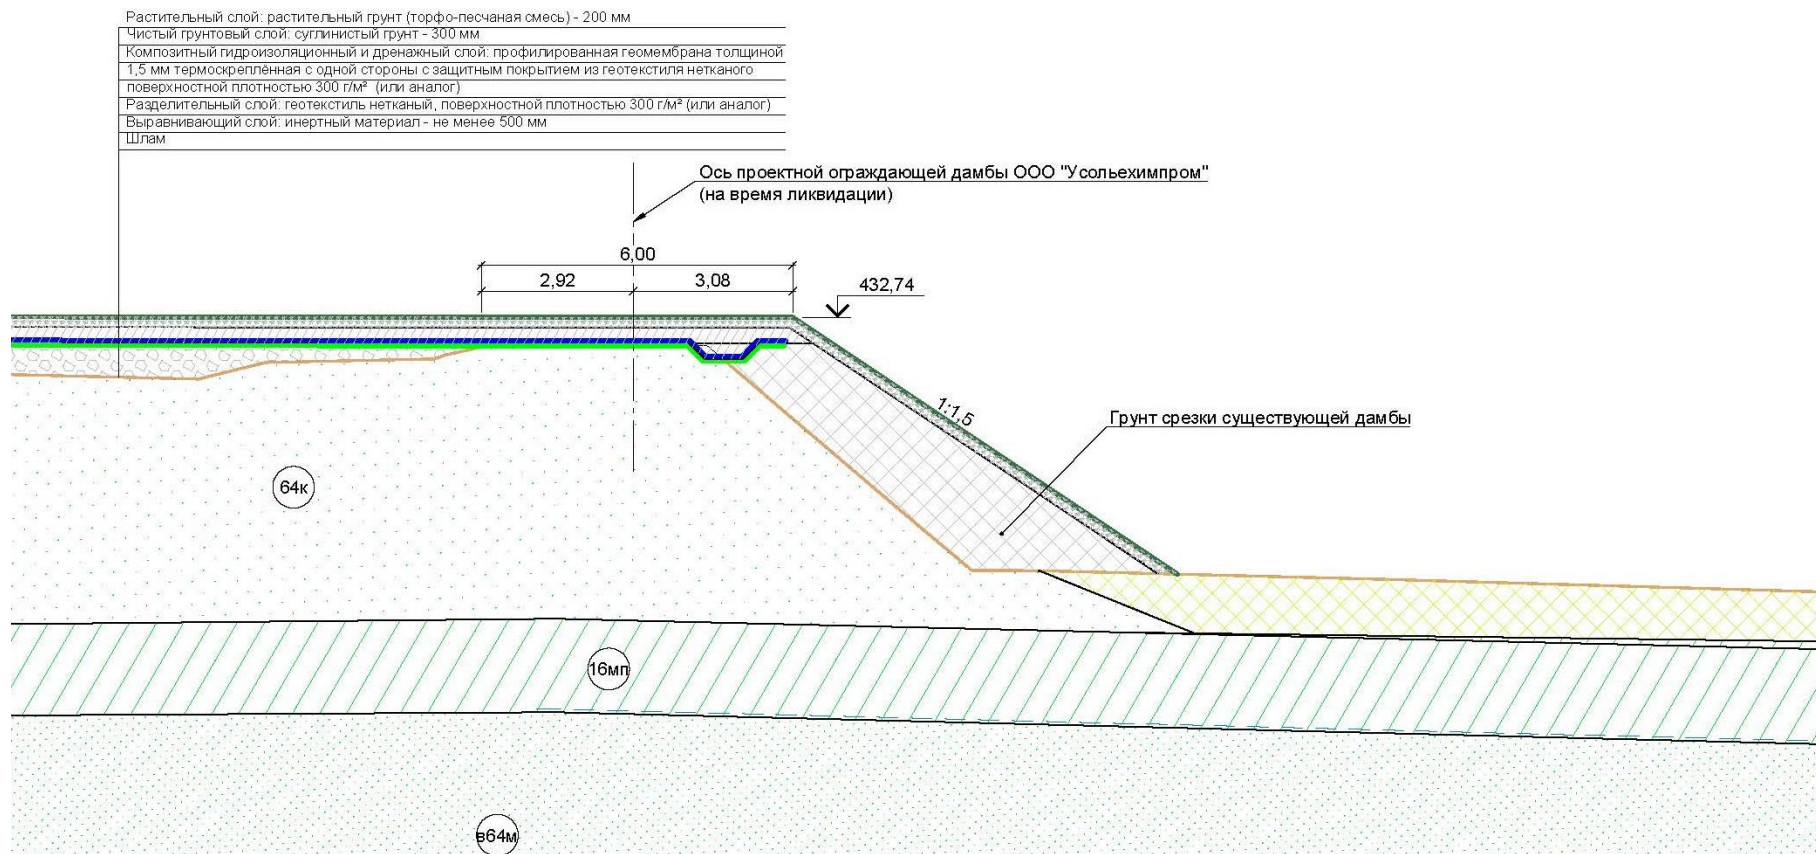 Растительный слой: растительный грунт (торфо-песчаная смесь) - 200 мм
Чистый грунтовый слой: суглинистый грунт - 300 мм
Композитный гидроизоляционный и дренажный слой: профилированная геомембрана толщиной
1,5 мм термоскреплённая с одной стороны с защитным покрытием из геотекстиля нетканого
поверхностной плотностью 300 г/м² (или аналог)
Разделительный слой: геотекстиль нетканый, поверхностной плотностью 300 г/м² (или аналог)
Выравнивающий слой: инертный материал - не менее 500 мм
Шлам
Ось проектной ограждающей дамбы ООО "Усольехимпром"
(на время ликвидации)
6,00
2,92
3,08
432,74
1:1,5
Грунт срезки существующей дамбы
64к
16мп
в64м